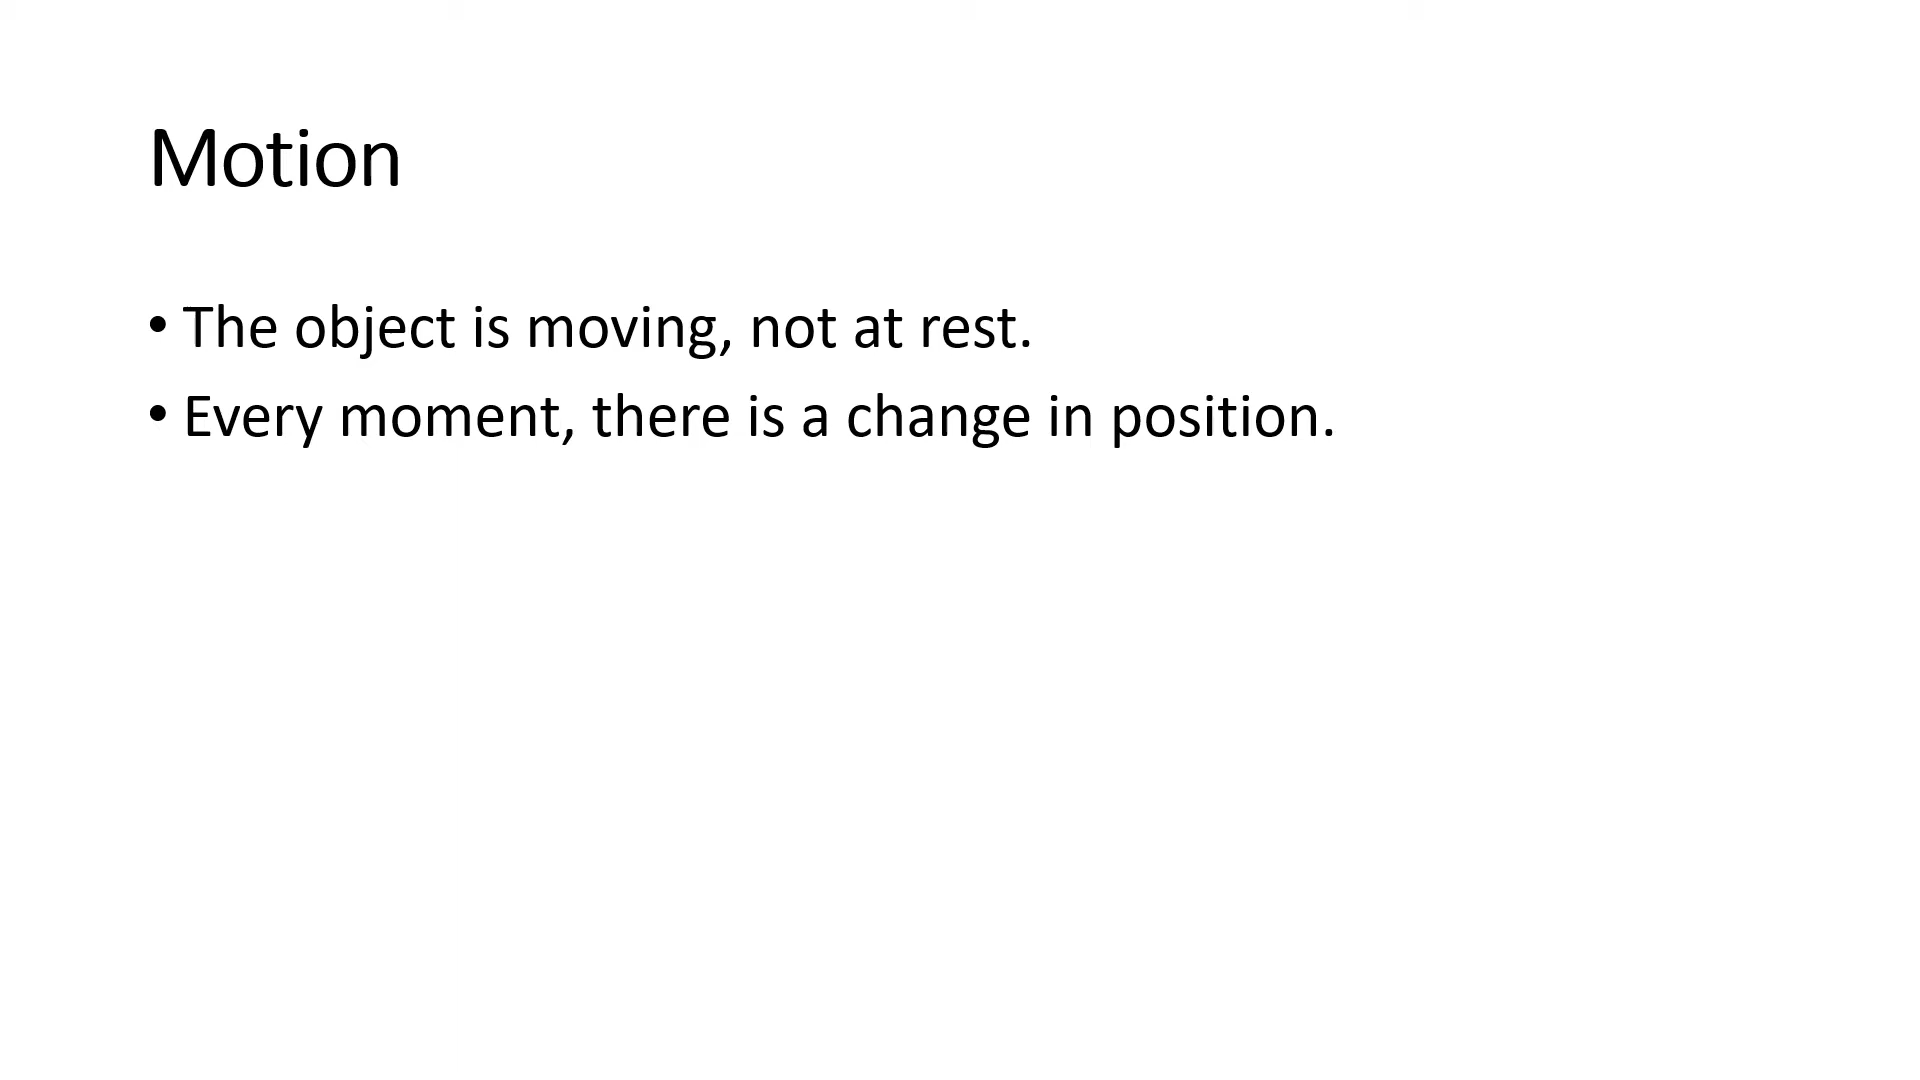 Motion
• The object is moving, not at rest.
• Every moment, there is a change in position.